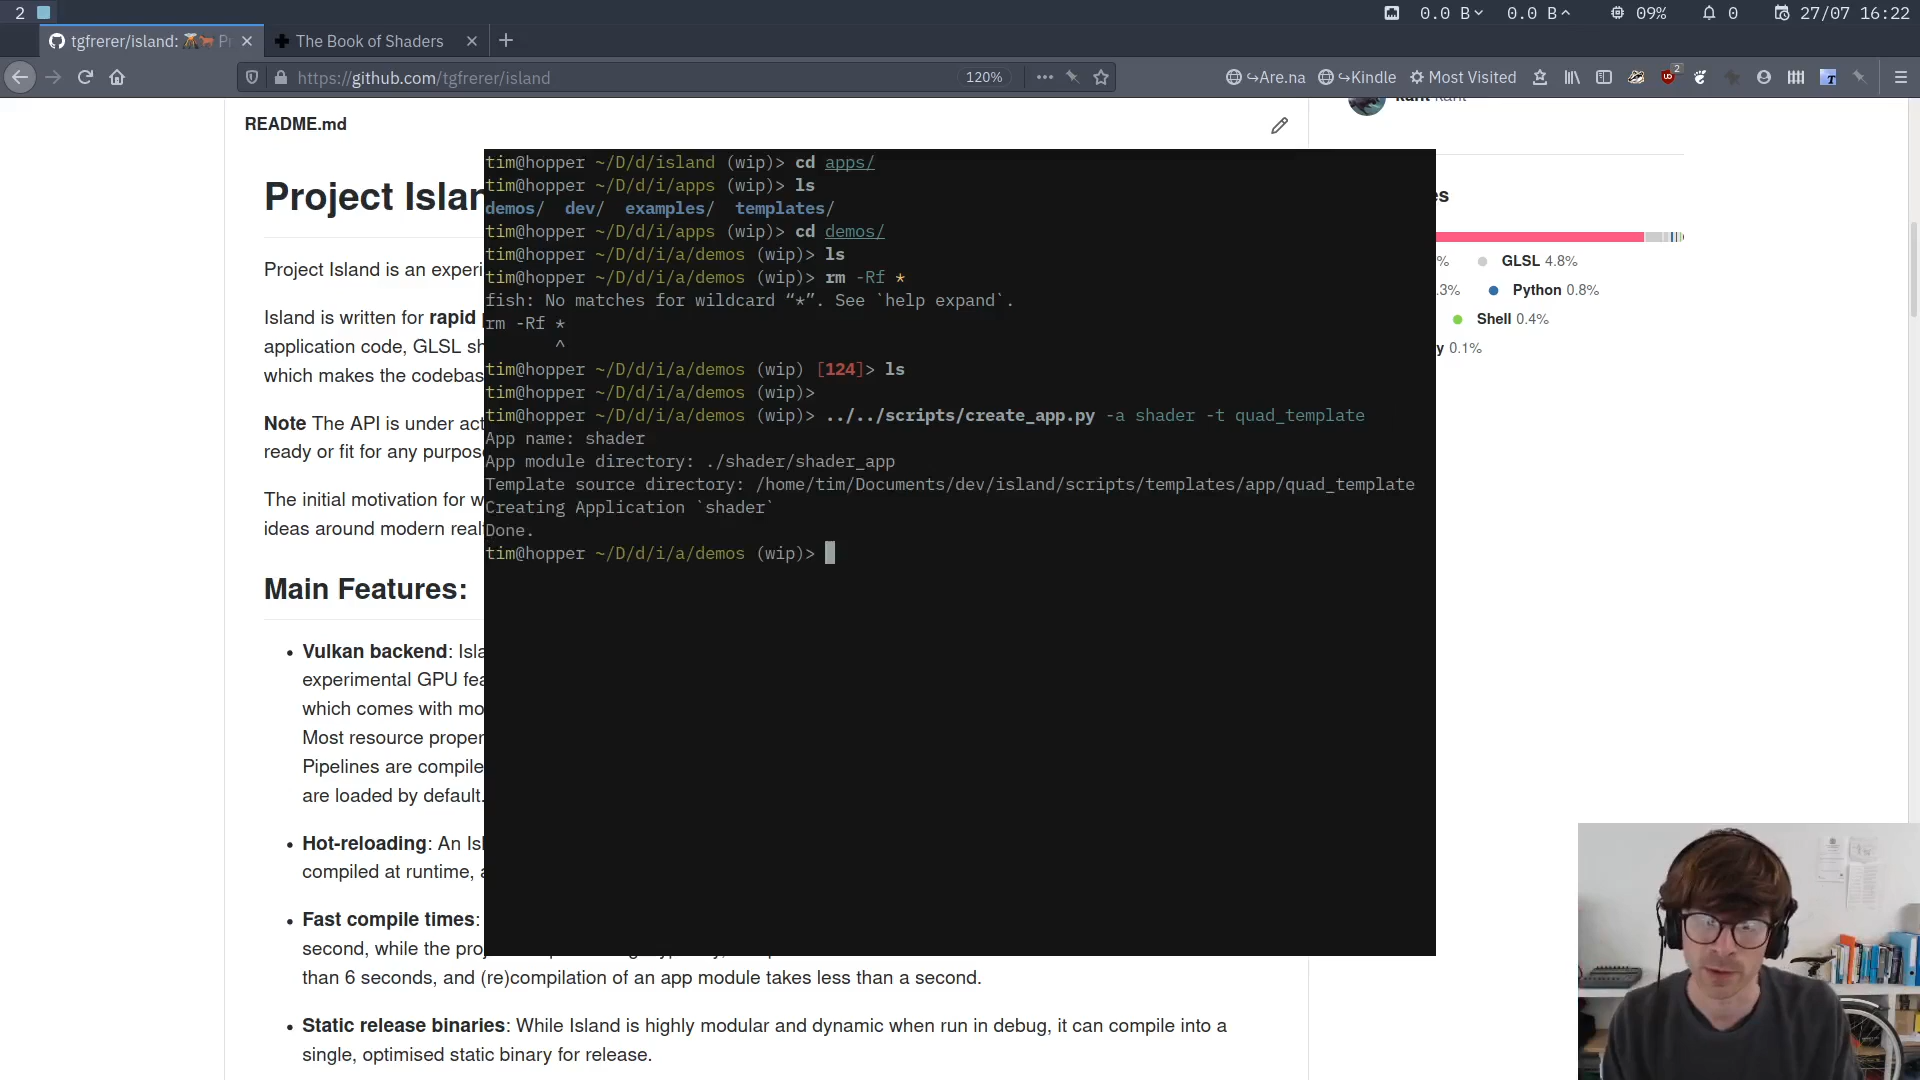 2
0.0 B
0.0 B
09%
0
27/07 16:22
tgfrerer/island:
The Book of Shaders
https://github.com/tgfrerer/island
120%
↪Are.na
↪Kindle
Most Visited
2
README.md
Project Islan
Project Island is an experi
Island is written for rapid
application code, GLSL sh
which makes the codebas
Note The API is under act
ready or fit for any purpose
The initial motivation for w
ideas around modern real
Main Features:
Vulkan backend: Isla
experimental GPU fea
which comes with mo
Most resource proper
Pipelines are compile
are loaded by default.
Hot-reloading: An Isl
compiled at runtime, a
Fast compile times:
second, while the
than 6 seconds, and (re)compilation of an app module takes less than a second.
Static release binaries: While Island is highly modular and dynamic when run in debug, it can compile into a
single, optimised static binary for release.
tim@hopper ~/D/d/island (wip)> cd apps/
tim@hopper ~/D/d/i/apps (wip)> ls
demos/  dev/  examples/  templates/
tim@hopper ~/D/d/i/apps (wip)> cd demos/
tim@hopper ~/D/d/i/a/demos (wip)> ls
tim@hopper ~/D/d/i/a/demos (wip)> rm -Rf *
fish: No matches for wildcard “*”. See `help expand`.
rm -Rf *
^
tim@hopper ~/D/d/i/a/demos (wip) [124]> ls
tim@hopper ~/D/d/i/a/demos (wip)>
tim@hopper ~/D/d/i/a/demos (wip)> ../../scripts/create_app.py -a shader -t quad_template
App name: shader
App module directory: ./shader/shader_app
Template source directory: /home/tim/Documents/dev/island/scripts/templates/app/quad_template
Creating Application `shader`
Done.
tim@hopper ~/D/d/i/a/demos (wip)>
es
%
GLSL 4.8%
.3%
Python 0.8%
Shell 0.4%
y 0.1%